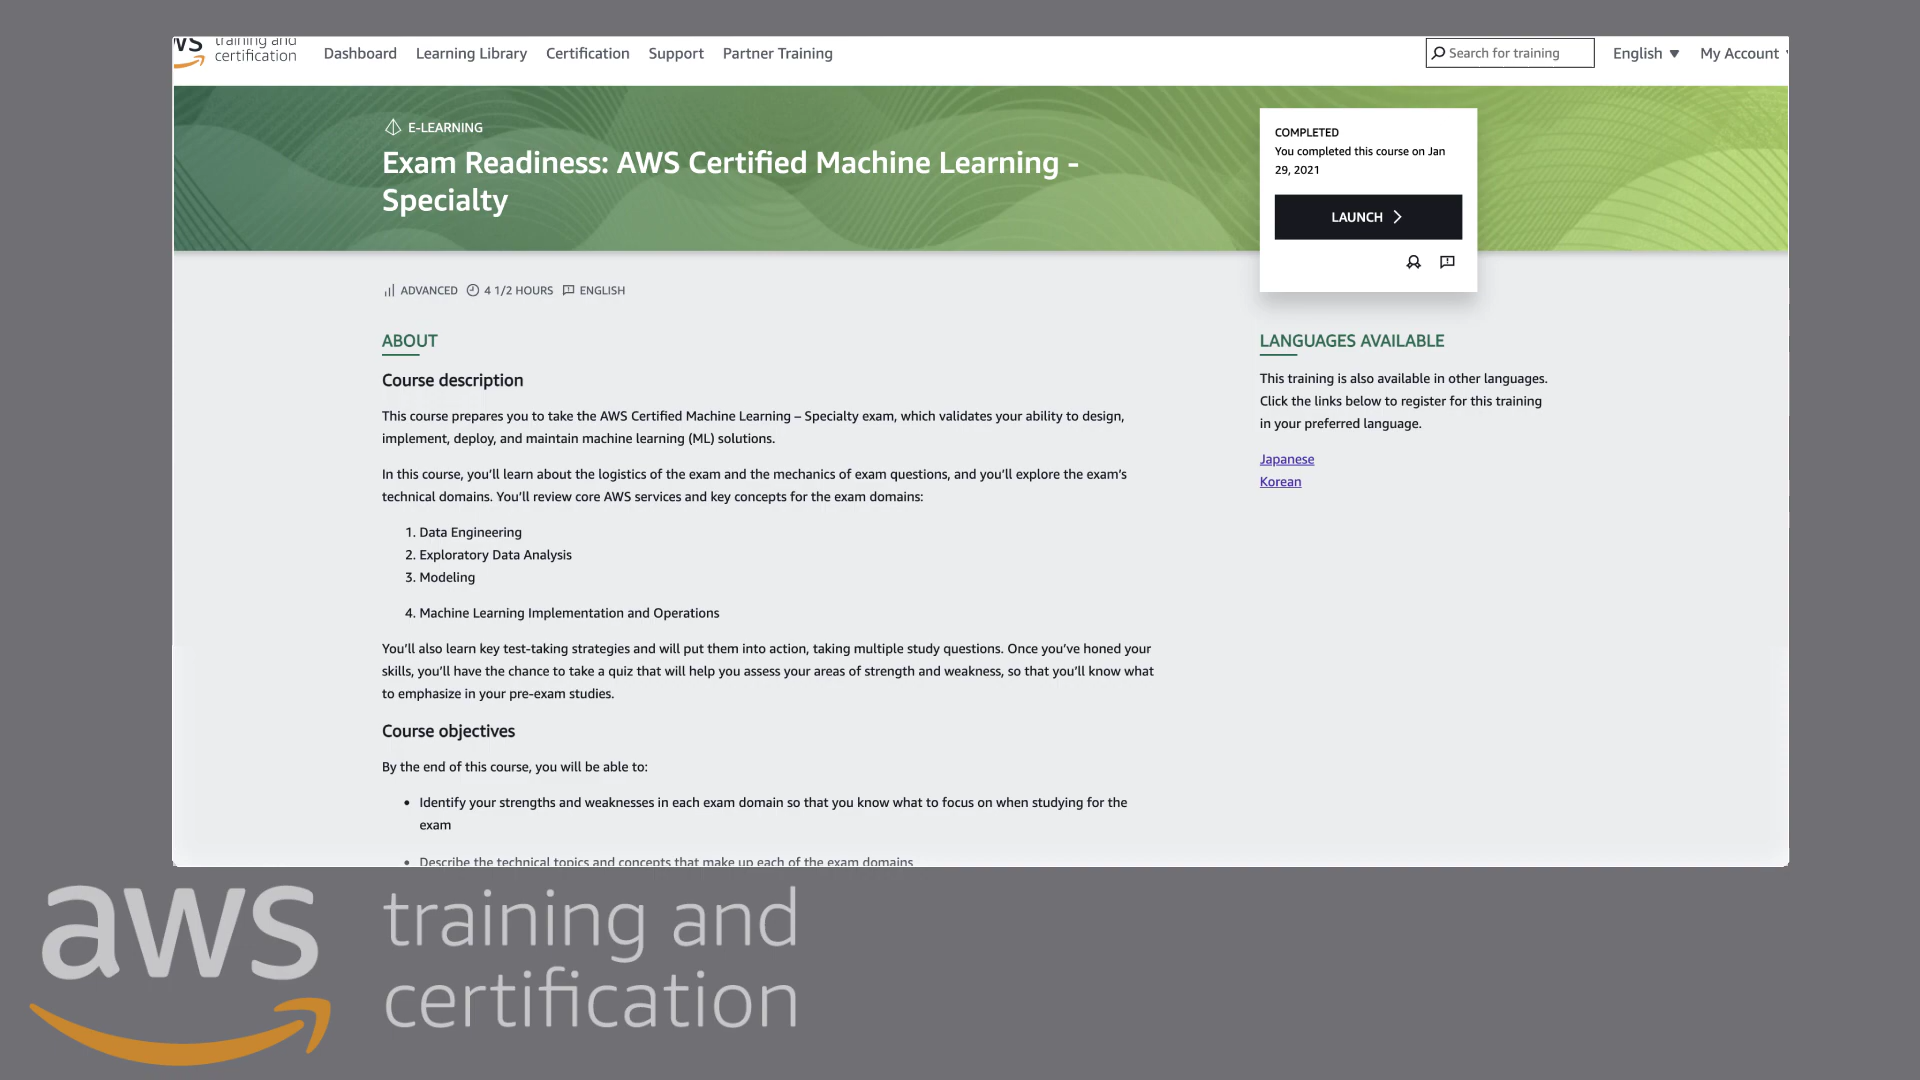 aws training and
certification
Dashboard Learning Library Certification Support Partner Training
Search for training
English
My Account
E-LEARNING
Exam Readiness: AWS Certified Machine Learning -
Specialty
COMPLETED
You completed this course on Jan
29, 2021
LAUNCH
ADVANCED 4 1/2 HOURS ENGLISH
ABOUT
Course description
This course prepares you to take the AWS Certified Machine Learning – Specialty exam, which validates your ability to design,
implement, deploy, and maintain machine learning (ML) solutions.
In this course, you’ll learn about the logistics of the exam and the mechanics of exam questions, and you’ll explore the exam’s
technical domains. You’ll review core AWS services and key concepts for the exam domains:
1. Data Engineering
2. Exploratory Data Analysis
3. Modeling
4. Machine Learning Implementation and Operations
You’ll also learn key test-taking strategies and will put them into action, taking multiple study questions. Once you’ve honed your
skills, you’ll have the chance to take a quiz that will help you assess your areas of strength and weakness, so that you’ll know what
to emphasize in your pre-exam studies.
Course objectives
By the end of this course, you will be able to:
• Identify your strengths and weaknesses in each exam domain so that you know what to focus on when studying for the
exam
• Describe the technical topics and concepts that make up each of the exam domains
LANGUAGES AVAILABLE
This training is also available in other languages.
Click the links below to register for this training
in your preferred language.
Japanese
Korean
aws training and
certification